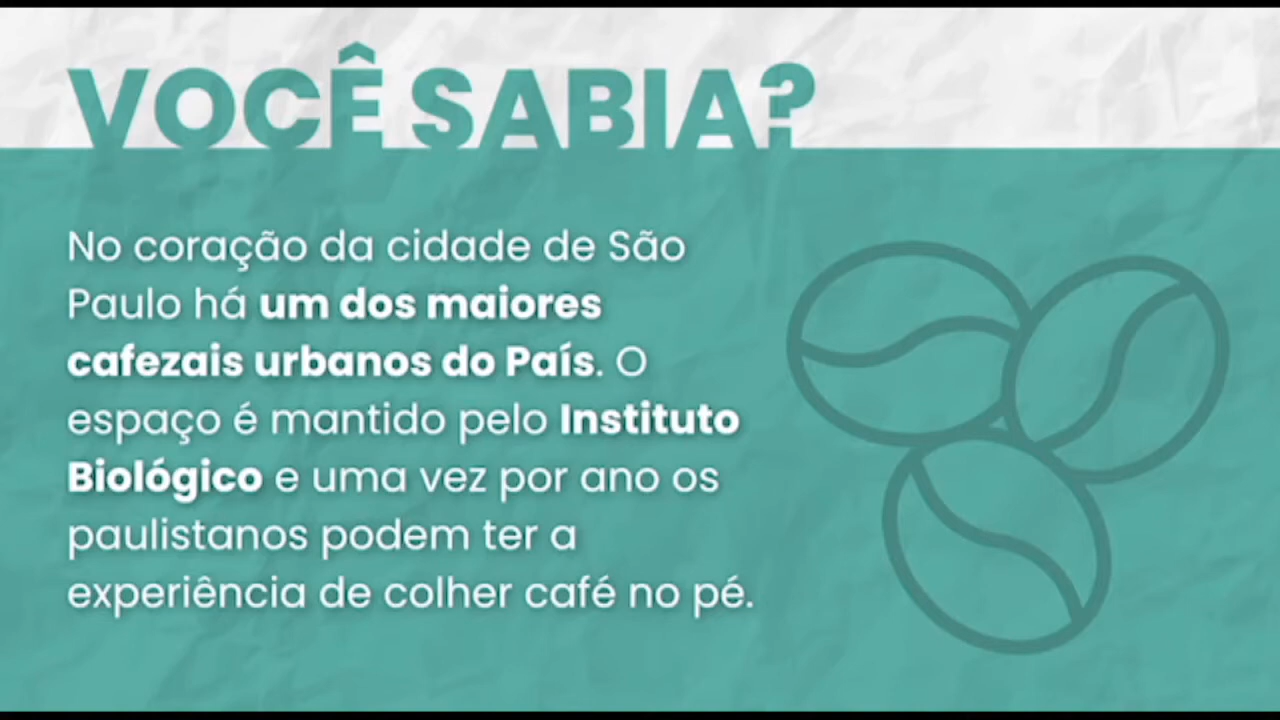 VOCÊ SABIA?
No coração da cidade de São
Paulo há um dos maiores
cafezais urbanos do País. O
espaço é mantido pelo Instituto
Biológico e uma vez por ano os
paulistanos podem ter a
experiência de colher café no pé.